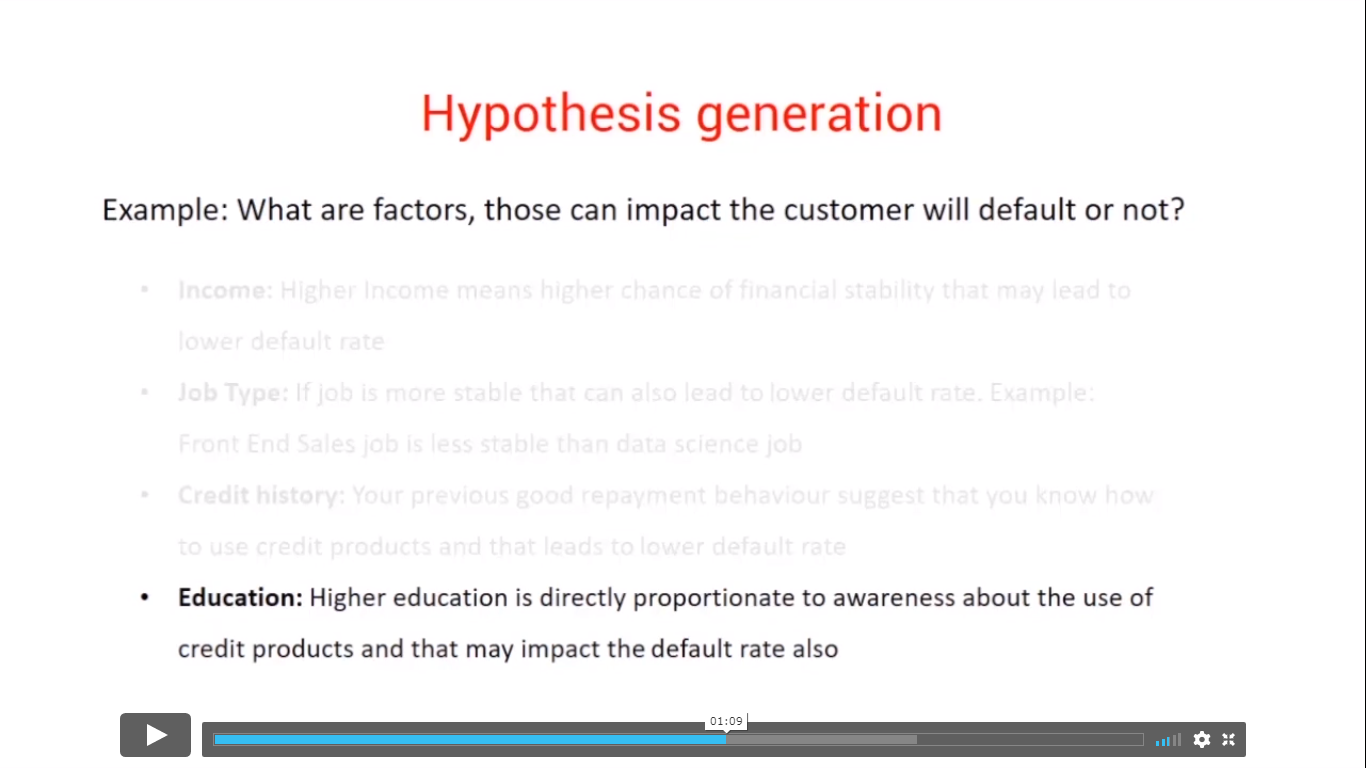 Hypothesis generation
Example: What are factors, those can impact the customer will default or not?
• Income: Higher Income means higher chance of financial stability that may lead to
lower default rate
• Job Type: If job is more stable that can also lead to lower default rate. Example:
Front End Sales job is less stable than data science job
• Credit history: Your previous good repayment behaviour suggest that you know how
to use credit products and that leads to lower default rate
• Education: Higher education is directly proportionate to awareness about the use of
credit products and that may impact the default rate also
01:09